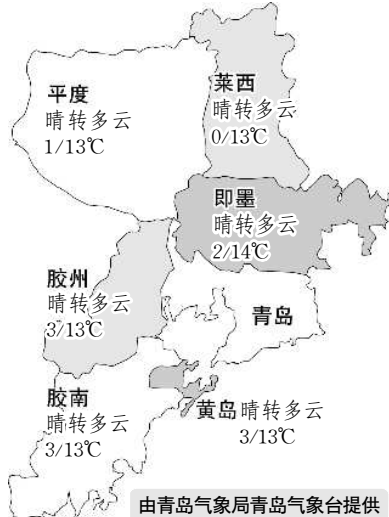 平度
晴转多云
1/13℃
莱西
晴转多云
0/13℃
即墨
晴转多云
2/14℃
胶州
晴转多云
3/13℃
青岛
胶南
晴转多云
3/13℃
黄岛晴转多云
3/13℃
由青岛气象局青岛气象台提供